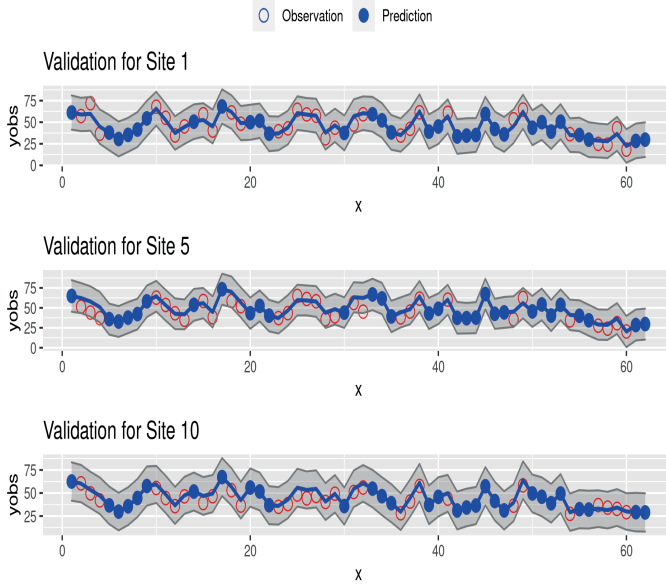 Observation Prediction
Validation for Site 1
yobs
75
50
25
0
0 20 40 60
x
Validation for Site 5
yobs
75
50
25
0
0 20 40 60
x
Validation for Site 10
yobs
75
50
25
0 20 40 60
x